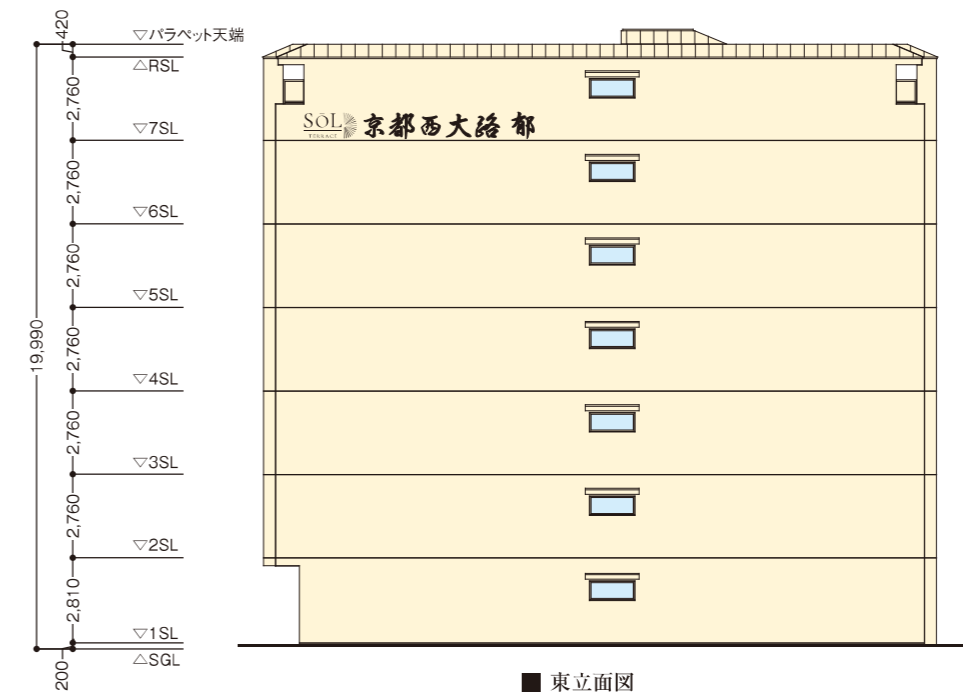 420
▽パラペット天端
△RSL
2,760
▽7SL
SOL
TERRACE
京都西大路 郁
2,760
▽6SL
2,760
▽5SL
19,990
2,760
▽4SL
2,760
▽3SL
2,760
▽2SL
2,810
▽1SL
△SGL
200
■ 東立面図